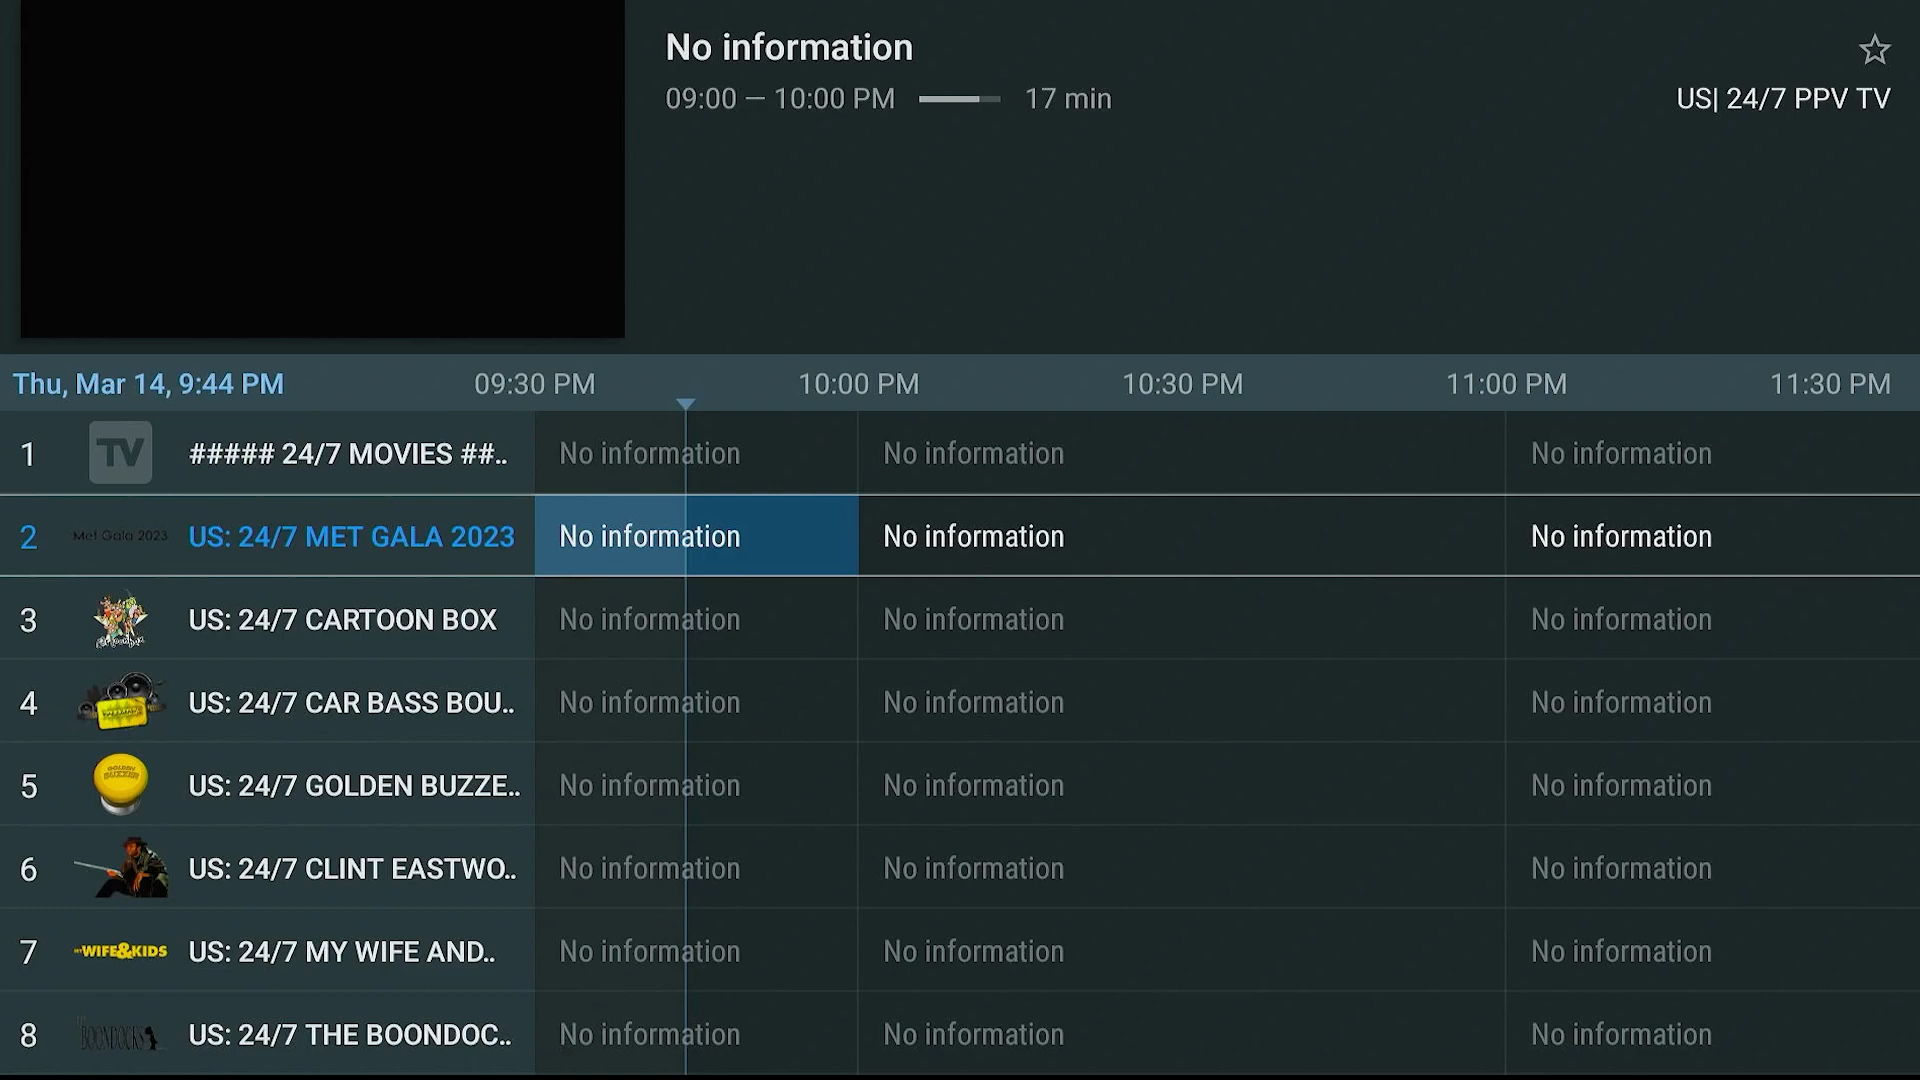 No information
09:00 — 10:00 PM 17 min
US| 24/7 PPV TV
Thu, Mar 14, 9:44 PM 09:30 PM 10:00 PM 10:30 PM 11:00 PM 11:30 PM
1 TV ##### 24/7 MOVIES ##.. No information No information No information
2 Met Gala 2023 US: 24/7 MET GALA 2023 No information No information No information
3 US: 24/7 CARTOON BOX No information No information No information
4 US: 24/7 CAR BASS BOU.. No information No information No information
5 GOLDEN BUZZER US: 24/7 GOLDEN BUZZE.. No information No information No information
6 US: 24/7 CLINT EASTWO.. No information No information No information
7 MY WIFE&KIDS US: 24/7 MY WIFE AND.. No information No information No information
8 BOONDOCKS US: 24/7 THE BOONDOC.. No information No information No information